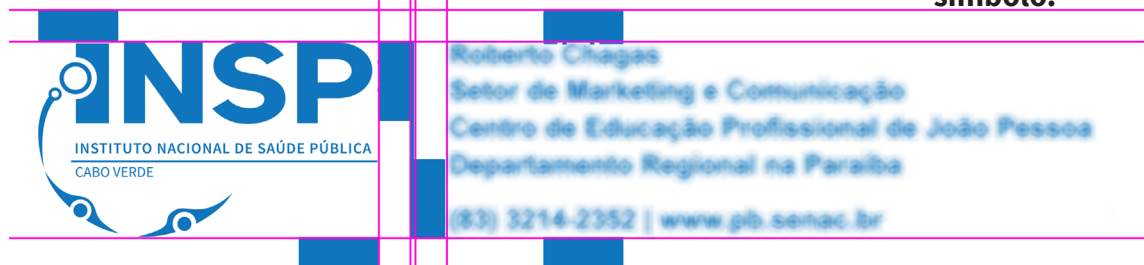 símbolo.
INSP
INSTITUTO NACIONAL DE SAÚDE PÚBLICA
CABO VERDE
Roberto Chagas
Setor de Marketing e Comunicação
Centro de Educação Profissional de João Pessoa
Departamento Regional na Paraíba
(83) 3214-2352 | www.pb.senac.br